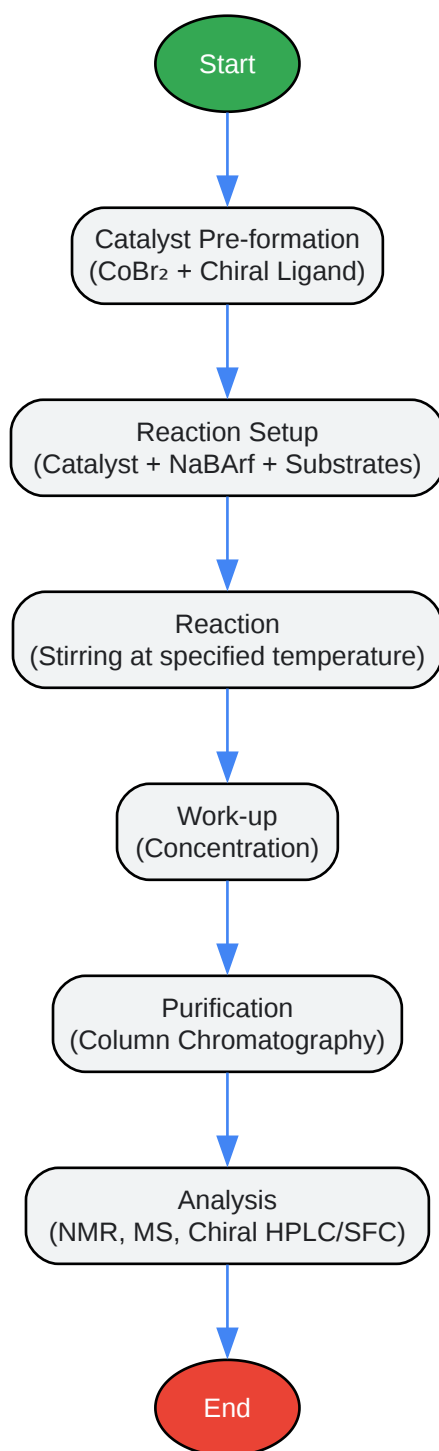 Start
Catalyst Pre-formation
(CoBr₂ + Chiral Ligand)
Reaction Setup
(Catalyst + NaBArf + Substrates)
Reaction
(Stirring at specified temperature)
Work-up
(Concentration)
Purification
(Column Chromatography)
Analysis
(NMR, MS, Chiral HPLC/SFC)
End